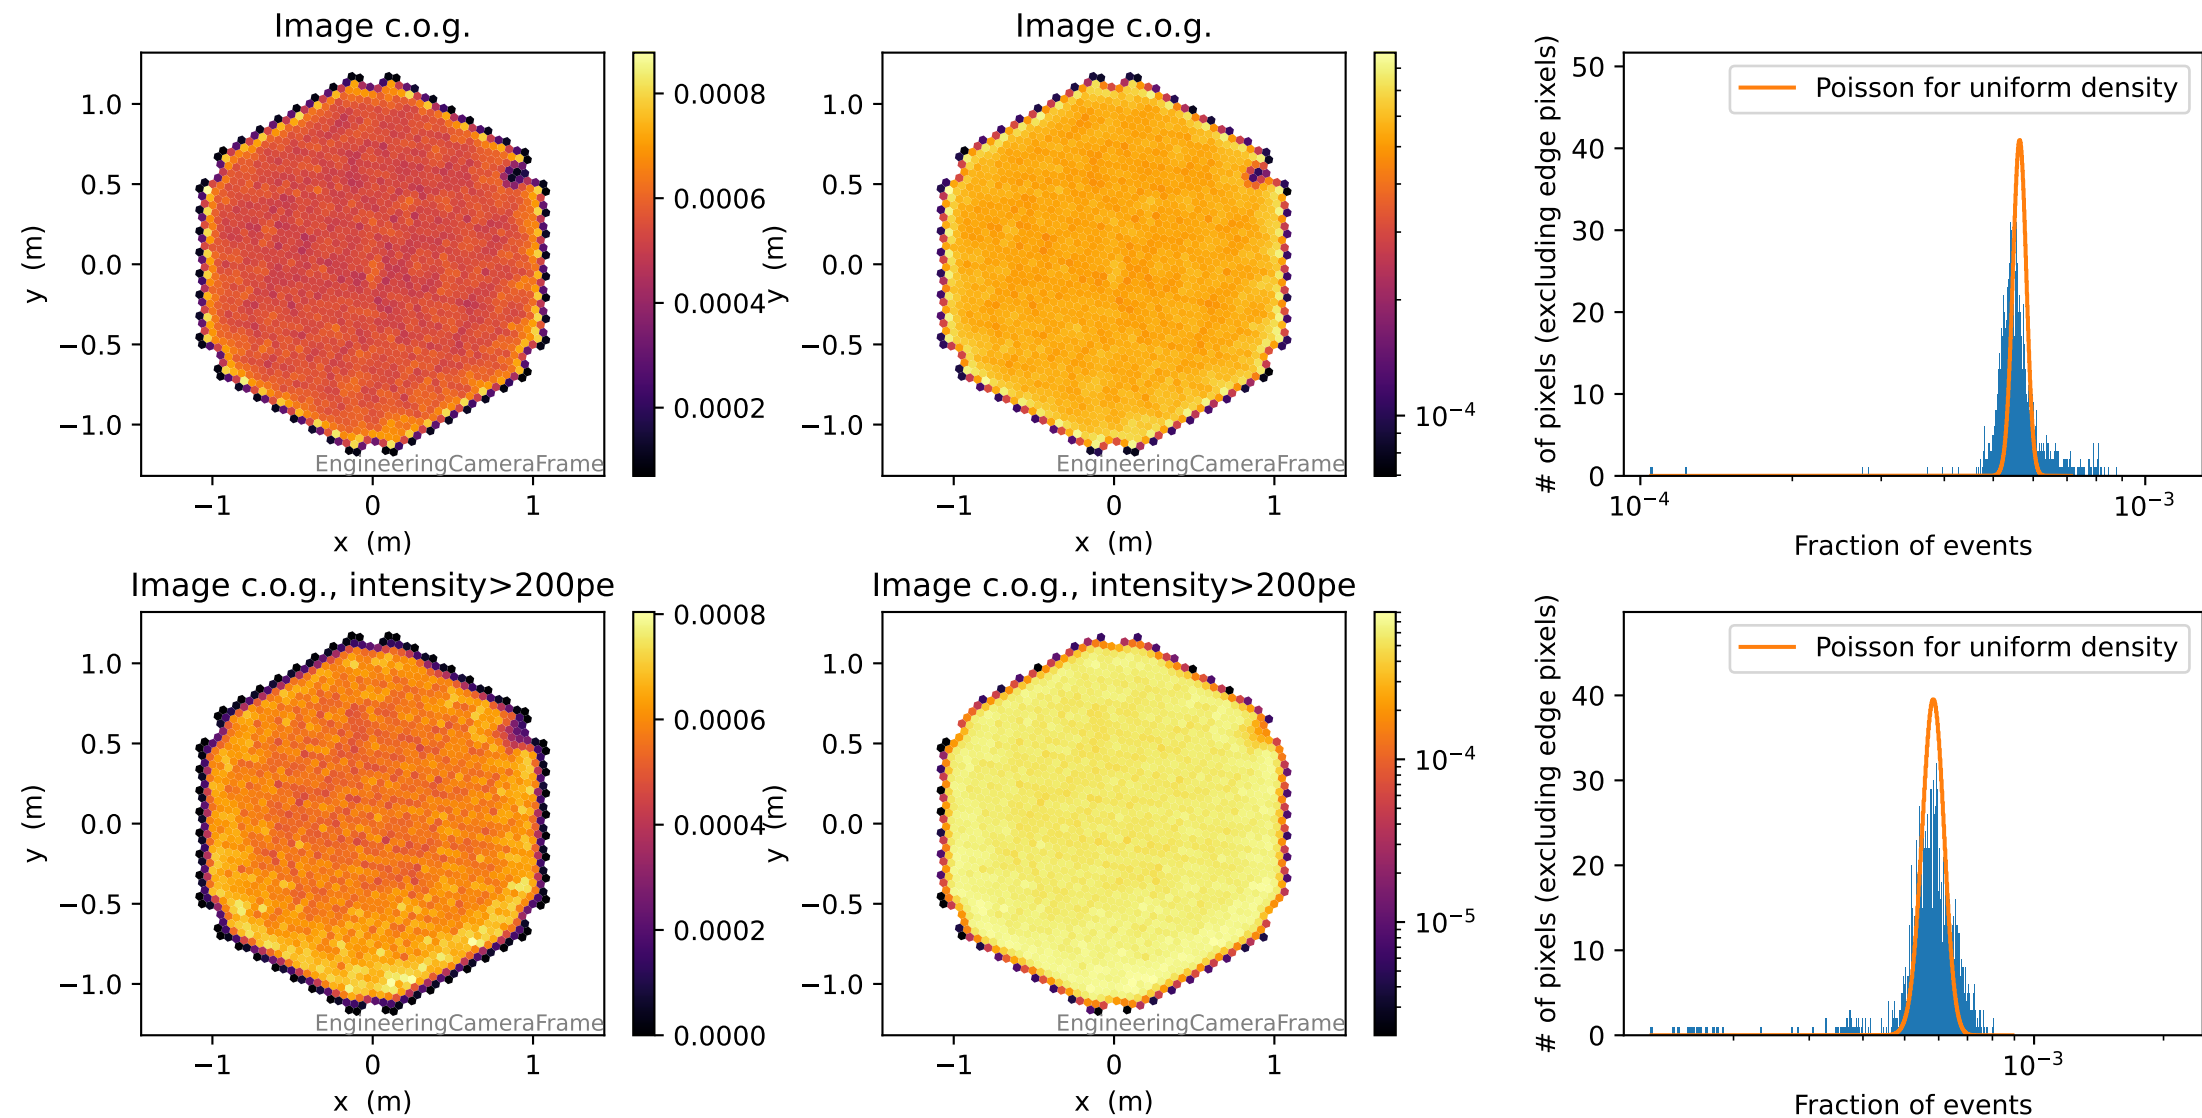 Image c.o.g.
1.0
0.5
0.0
−0.5
−1.0
y (m)
−1
0
1
x (m)
EngineeringCameraFrame
0.0008
0.0006
0.0004
0.0002
Image c.o.g.
1.0
0.5
0.0
−0.5
−1.0
y (m)
−1
0
1
x (m)
EngineeringCameraFrame
10⁻⁴
50
40
30
20
10
0
# of pixels (excluding edge pixels)
Poisson for uniform density
10⁻⁴
10⁻³
Fraction of events
Image c.o.g., intensity>200pe
1.0
0.5
0.0
−0.5
−1.0
y (m)
−1
0
1
x (m)
EngineeringCameraFrame
0.0008
0.0006
0.0004
0.0002
0.0000
Image c.o.g., intensity>200pe
1.0
0.5
0.0
−0.5
−1.0
y (m)
−1
0
1
x (m)
EngineeringCameraFrame
10⁻⁴
10⁻⁵
40
30
20
10
0
# of pixels (excluding edge pixels)
Poisson for uniform density
10⁻³
Fraction of events